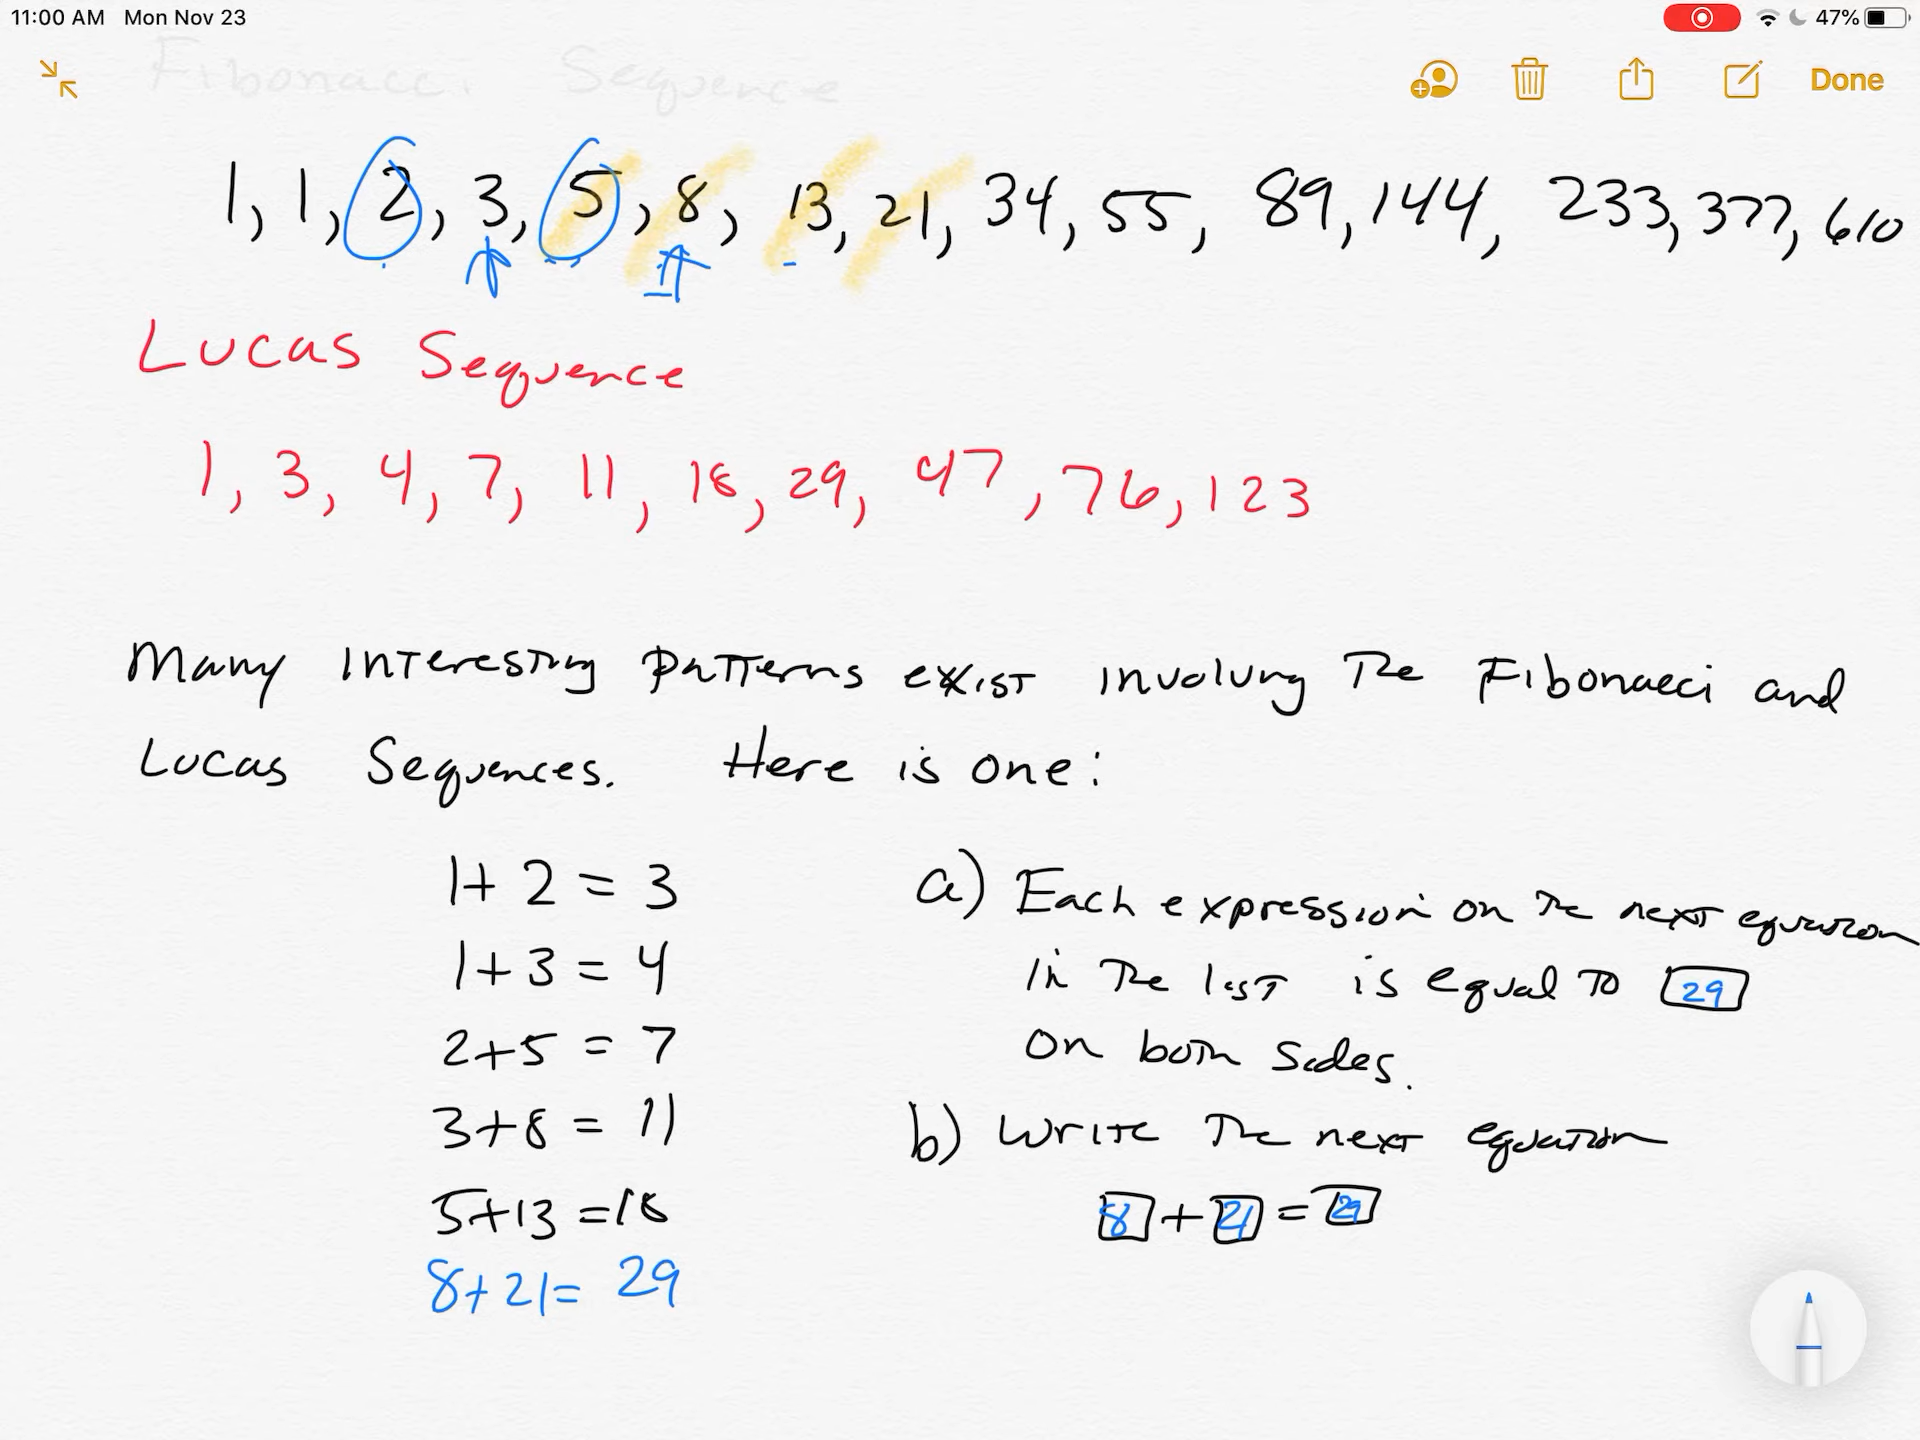 11:00 AM Mon Nov 23
47%
Fibonacci Sequence
Done
1, 1, 2, 3, 5, 8, 13, 21, 34, 55, 89, 144, 233, 377, 610
Lucas Sequence
1, 3, 4, 7, 11, 18, 29, 47, 76, 123
Many Interesting Patterns exist involving The Fibonacci and
Lucas Sequences. Here is one:
1+2=3
1+3=4
2+5=7
3+8=11
5+13=18
8+21=29
a) Each expression on the next equation
in The list is equal to 29
on both sides.
b) Write The next equation
8+21=29